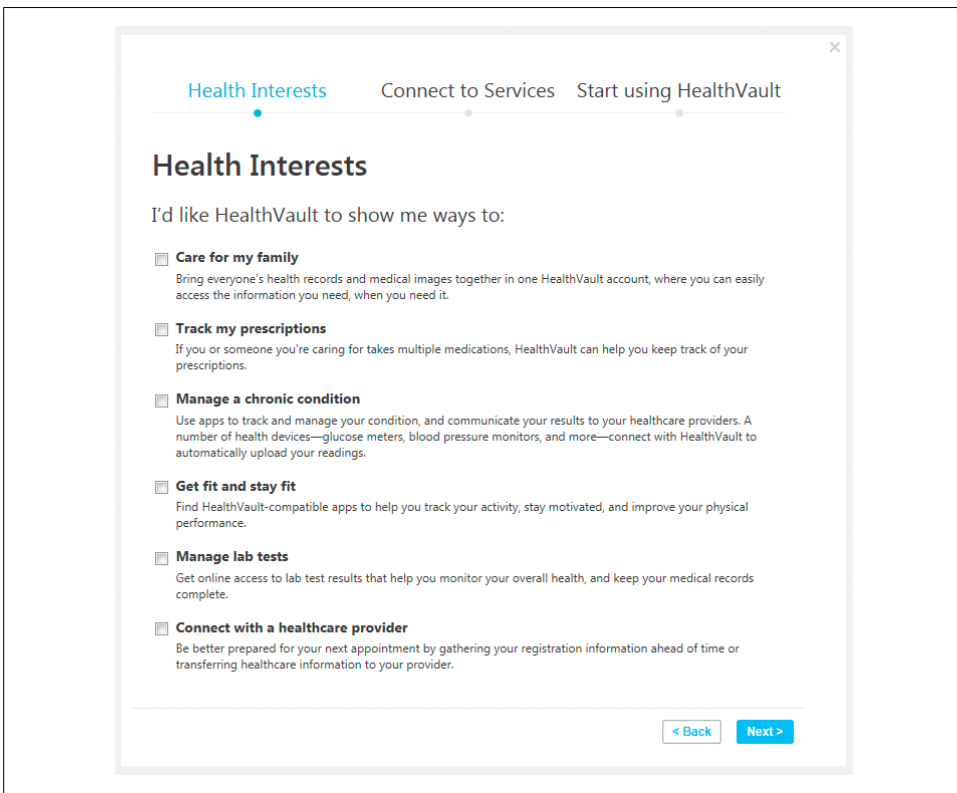 ×
Health Interests
Connect to Services
Start using HealthVault
Health Interests
I'd like HealthVault to show me ways to:
Care for my family
Bring everyone's health records and medical images together in one HealthVault account, where you can easily
access the information you need, when you need it.
Track my prescriptions
If you or someone you're caring for takes multiple medications, HealthVault can help you keep track of your
prescriptions.
Manage a chronic condition
Use apps to track and manage your condition, and communicate your results to your healthcare providers. A
number of health devices—glucose meters, blood pressure monitors, and more—connect with HealthVault to
automatically upload your readings.
Get fit and stay fit
Find HealthVault-compatible apps to help you track your activity, stay motivated, and improve your physical
performance.
Manage lab tests
Get online access to lab test results that help you monitor your overall health, and keep your medical records
complete.
Connect with a healthcare provider
Be better prepared for your next appointment by gathering your registration information ahead of time or
transferring healthcare information to your provider.
< Back
Next >